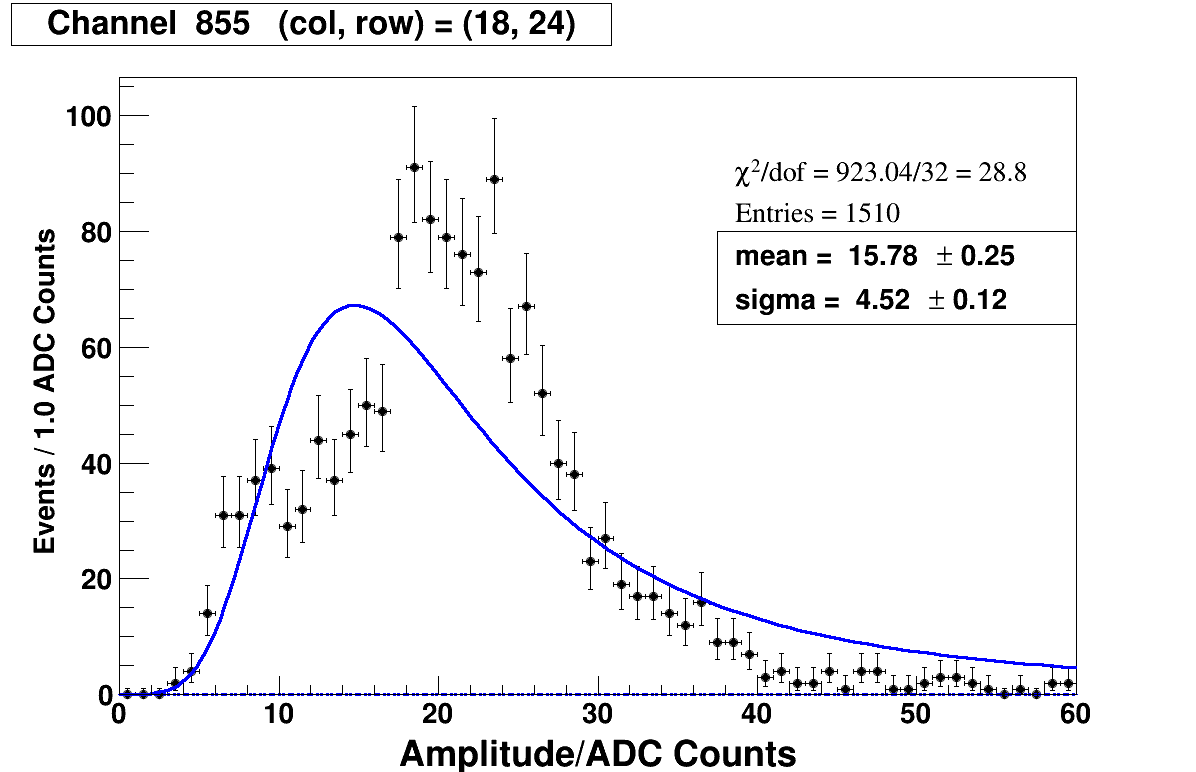 Channel 855 (col, row) = (18, 24)
100
80
60
40
20
0
Events / 1.0 ADC Counts
χ²/dof = 923.04/32 = 28.8
Entries = 1510
mean = 15.78 ± 0.25
sigma = 4.52 ± 0.12
0 10 20 30 40 50 60
Amplitude/ADC Counts